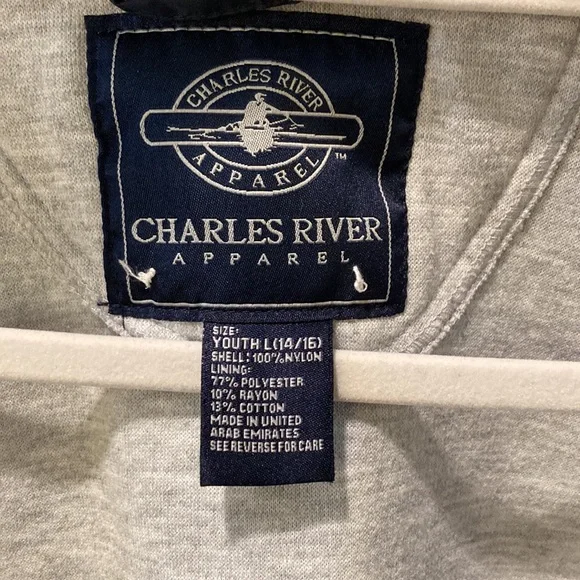 CHARLES RIVER
APPAREL
TM
CHARLES RIVER
APPAREL
SIZE:
YOUTH L(14/16)
SHELL: 100% NYLON
LINING:
77% POLYESTER
10% RAYON
13% COTTON
MADE IN UNITED
ARAB EMIRATES
SEE REVERSE FOR CARE